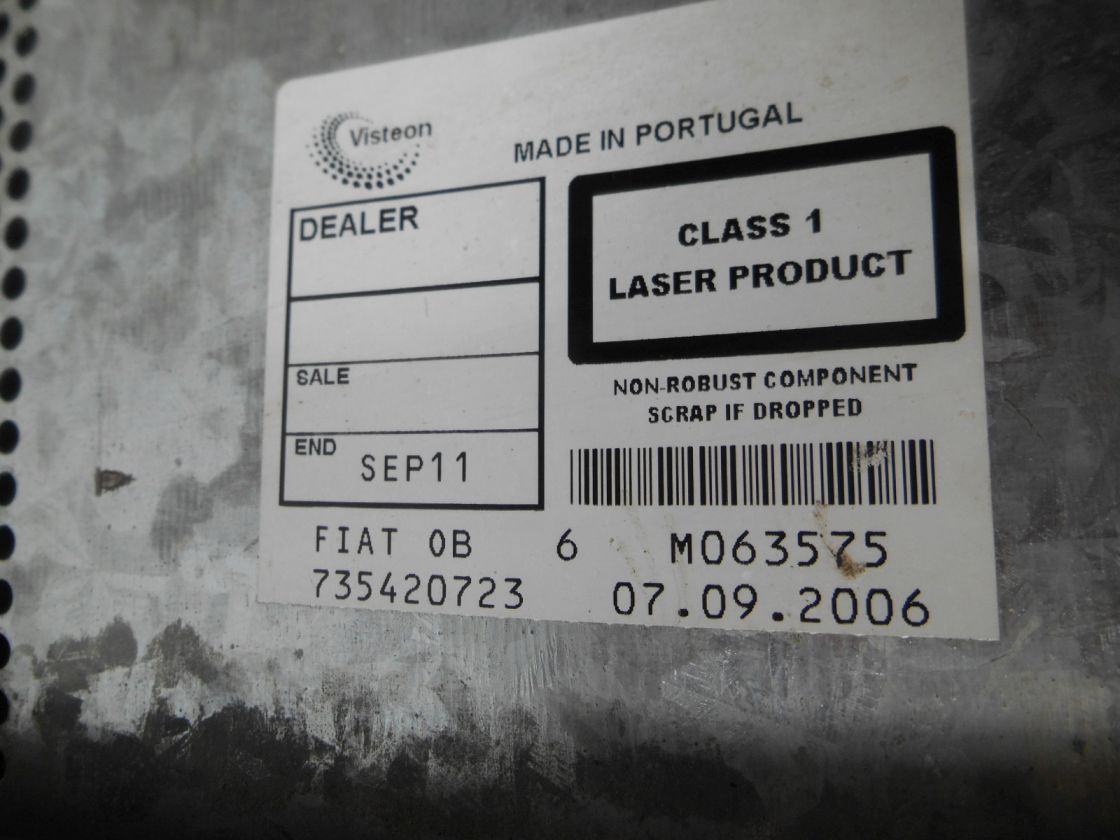 Visteon
MADE IN PORTUGAL
DEALER
SALE
END SEP11
CLASS 1
LASER PRODUCT
NON-ROBUST COMPONENT
SCRAP IF DROPPED
FIAT 0B 6 M063575
735420723 07.09.2006